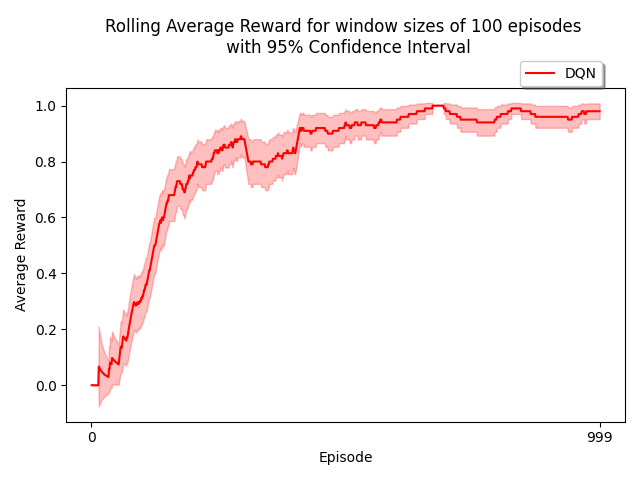 Rolling Average Reward for window sizes of 100 episodes
with 95% Confidence Interval
DQN
1.0
0.8
0.6
0.4
0.2
0.0
Average Reward
0
999
Episode